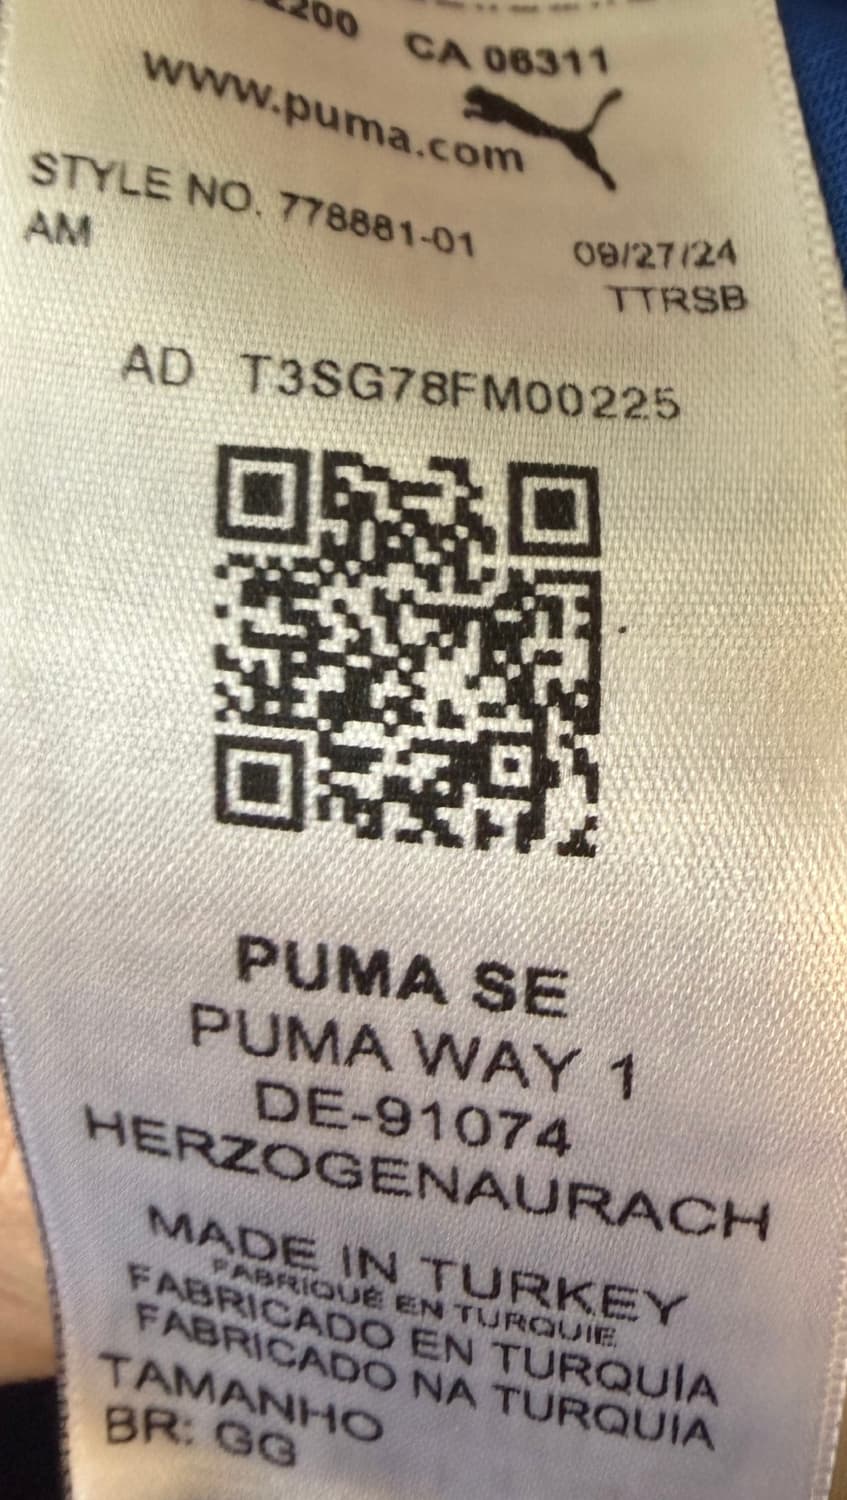 2200 CA 06311
www.puma.com
STYLE NO. 778881-01
AM
09/27/24
TTRSB
AD T3SG78FM00225
PUMA SE
PUMA WAY 1
DE-91074
HERZOGENAURACH
MADE IN TURKEY
FABRIQUÉ EN TURQUIE
FABRICADO EN TURQUÍA
FABRICADO NA TURQUIA
TAMANHO
BR: GG